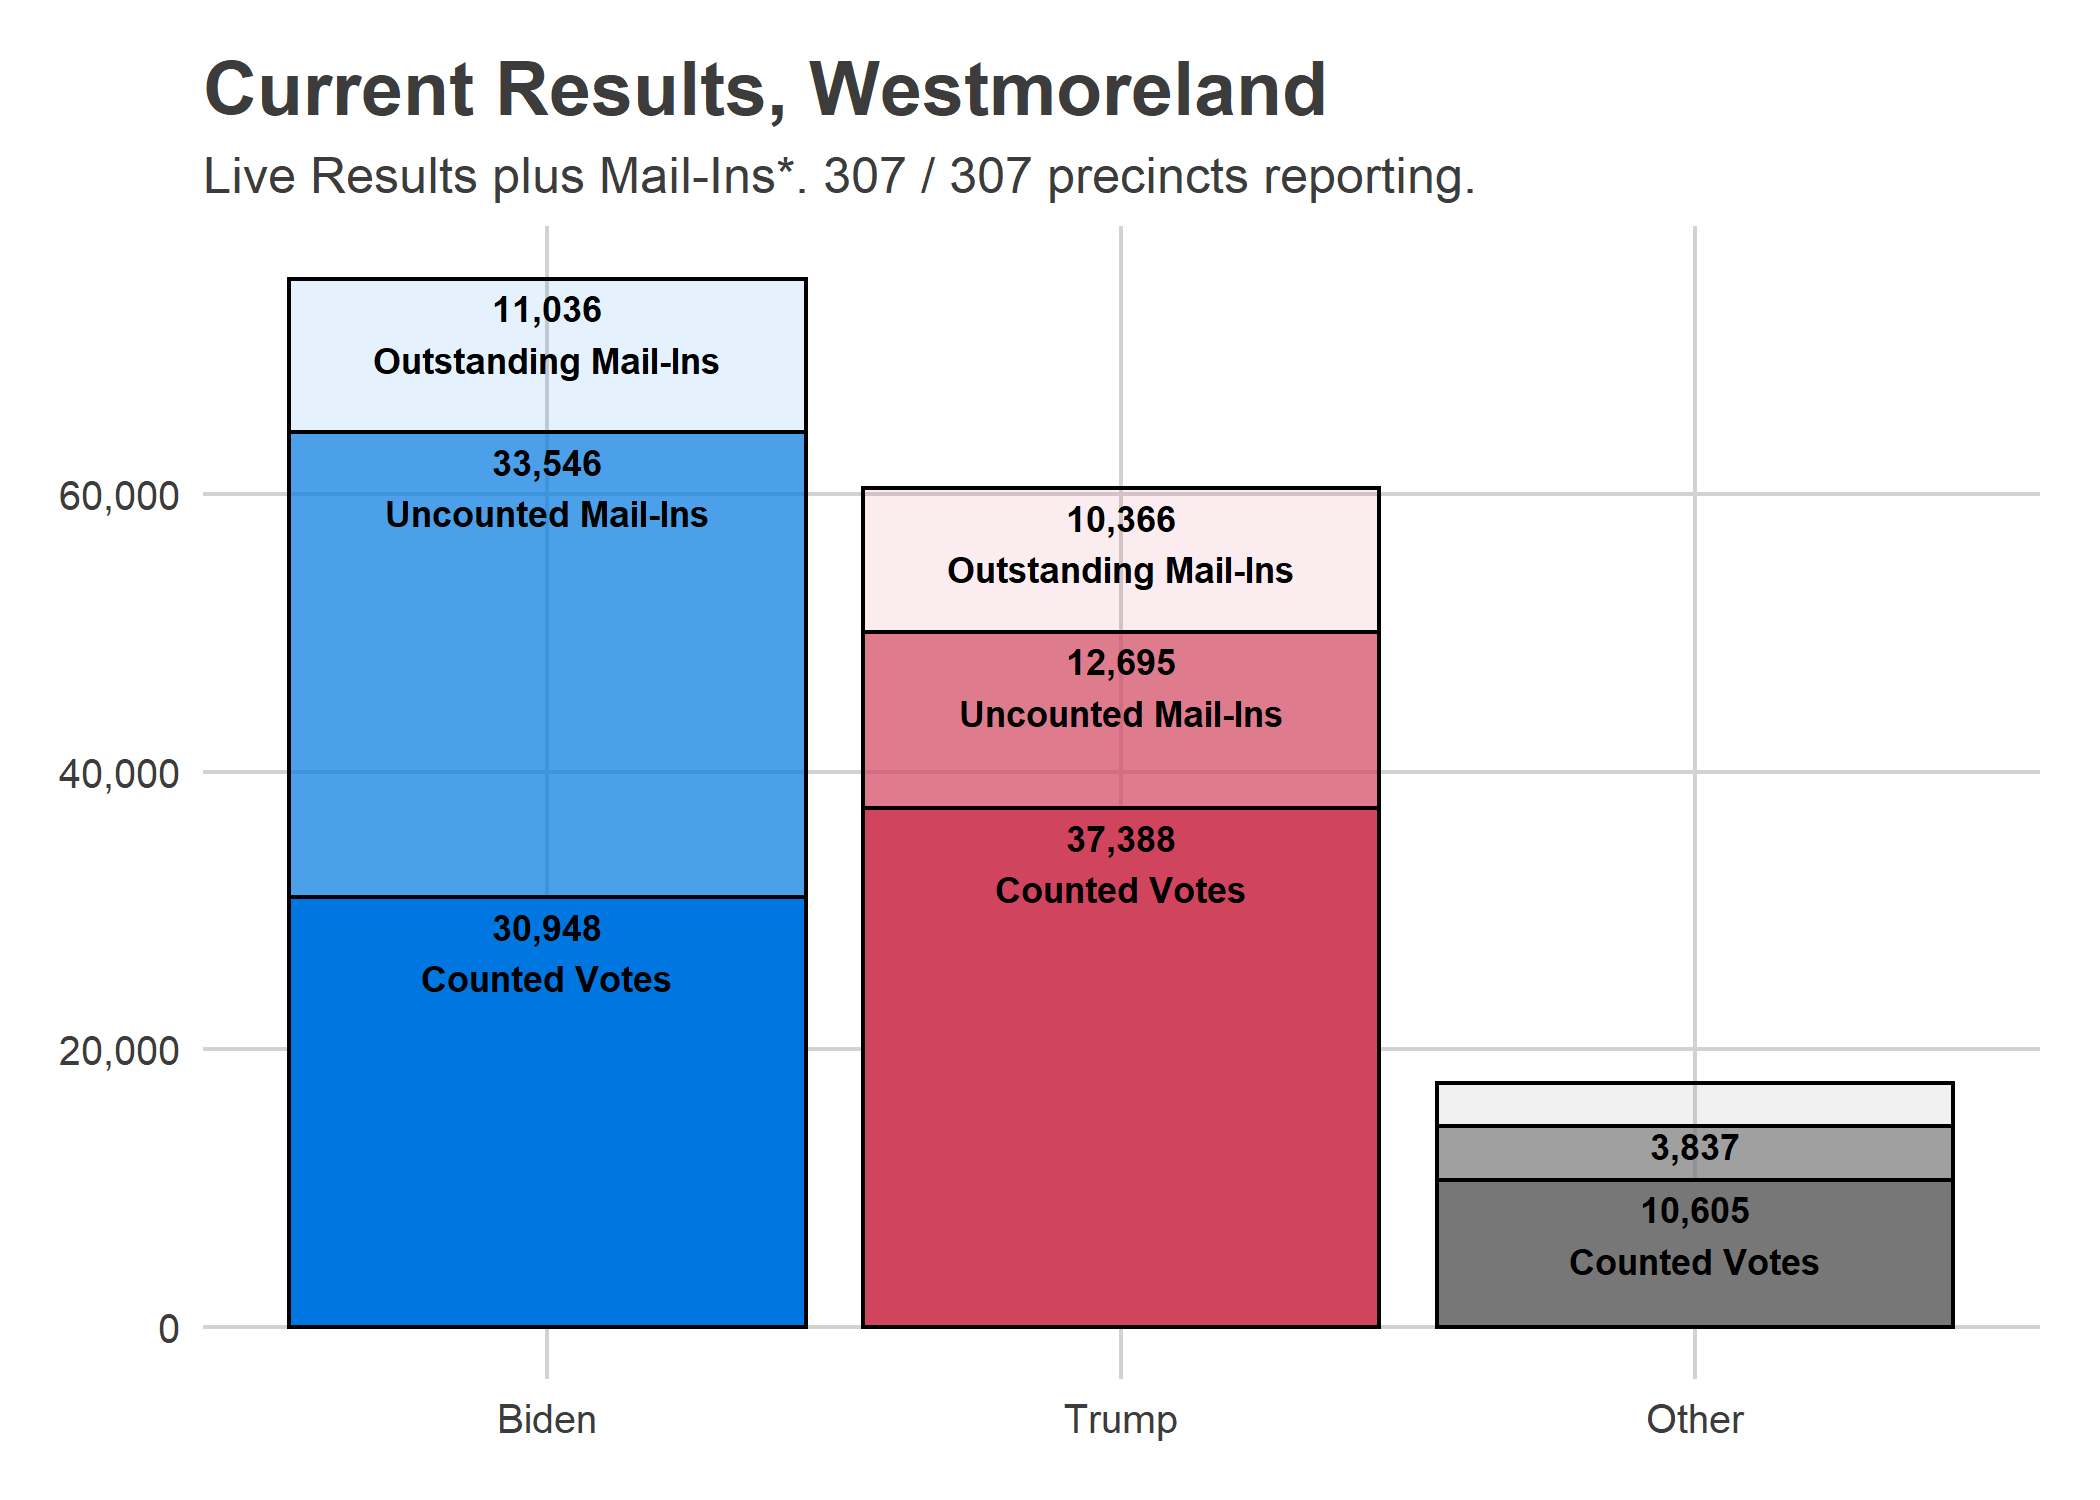 Current Results, Westmoreland
Live Results plus Mail-Ins*. 307 / 307 precincts reporting.
11,036
Outstanding Mail-Ins
33,546
Uncounted Mail-Ins
30,948
Counted Votes
10,366
Outstanding Mail-Ins
12,695
Uncounted Mail-Ins
37,388
Counted Votes
3,837
10,605
Counted Votes
60,000
40,000
20,000
0
Biden
Trump
Other